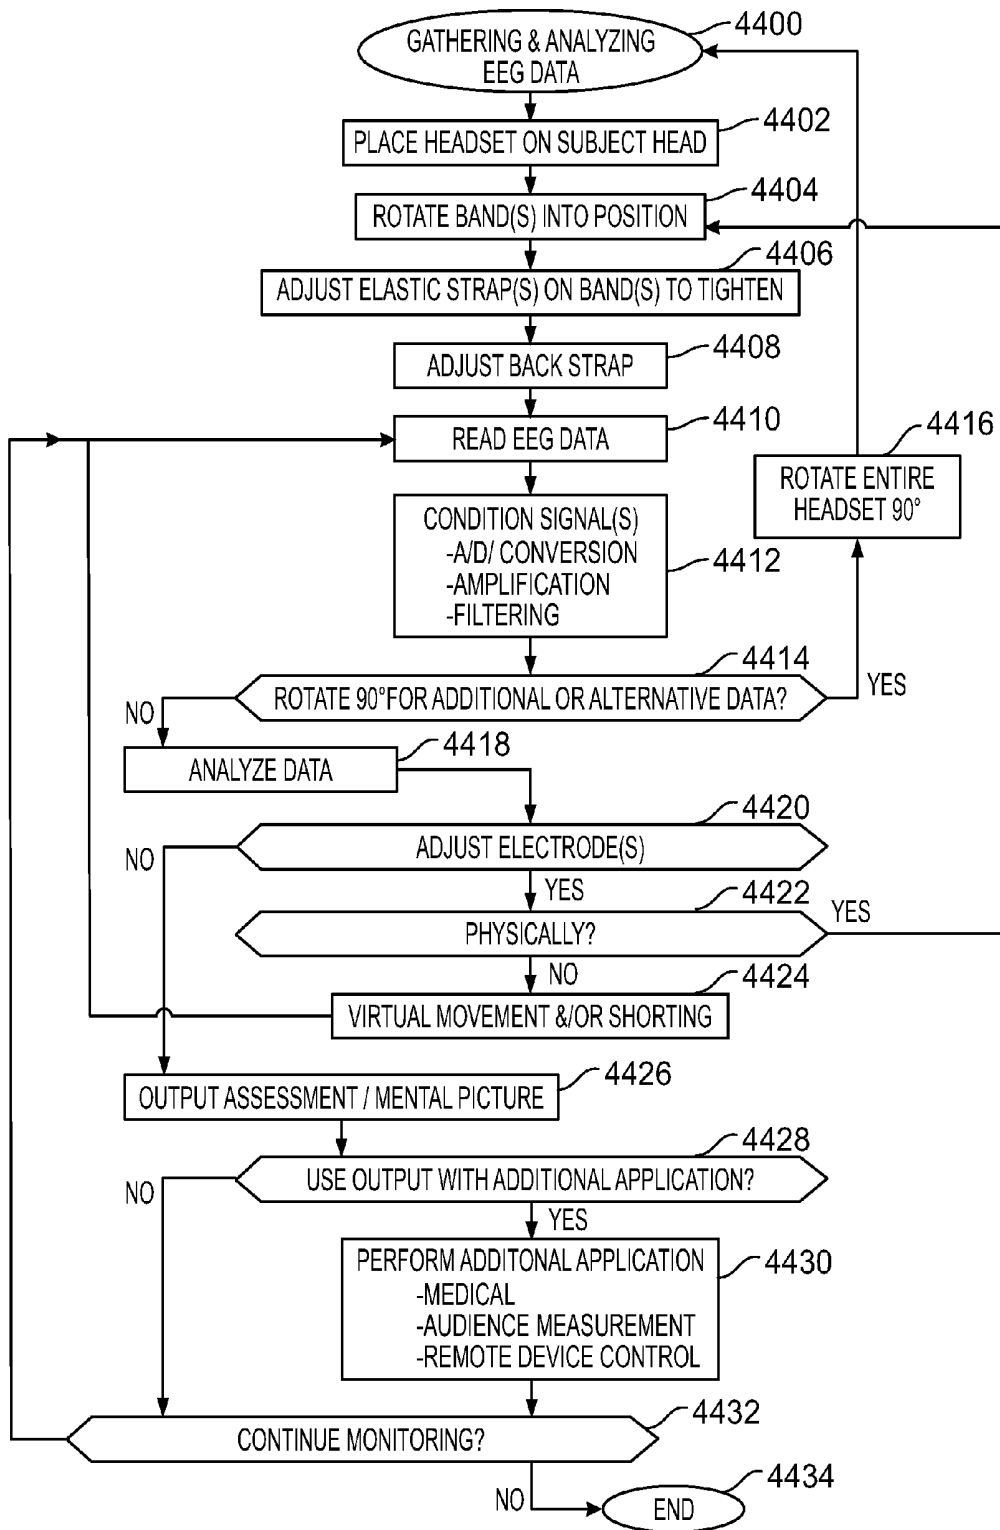 GATHERING & ANALYZING
EEG DATA
4400
PLACE HEADSET ON SUBJECT HEAD
4402
ROTATE BAND(S) INTO POSITION
4404
ADJUST ELASTIC STRAP(S) ON BAND(S) TO TIGHTEN
4406
ADJUST BACK STRAP
4408
READ EEG DATA
4410
ROTATE ENTIRE
HEADSET 90°
4416
CONDITION SIGNAL(S)
-A/D/ CONVERSION
-AMPLIFICATION
-FILTERING
4412
ROTATE 90°FOR ADDITIONAL OR ALTERNATIVE DATA?
4414
YES
NO
ANALYZE DATA
4418
ADJUST ELECTRODE(S)
4420
NO
YES
PHYSICALLY?
4422
YES
NO
VIRTUAL MOVEMENT &/OR SHORTING
4424
OUTPUT ASSESSMENT / MENTAL PICTURE
4426
USE OUTPUT WITH ADDITIONAL APPLICATION?
4428
NO
YES
PERFORM ADDITONAL APPLICATION
-MEDICAL
-AUDIENCE MEASUREMENT
-REMOTE DEVICE CONTROL
4430
CONTINUE MONITORING?
4432
NO
END
4434